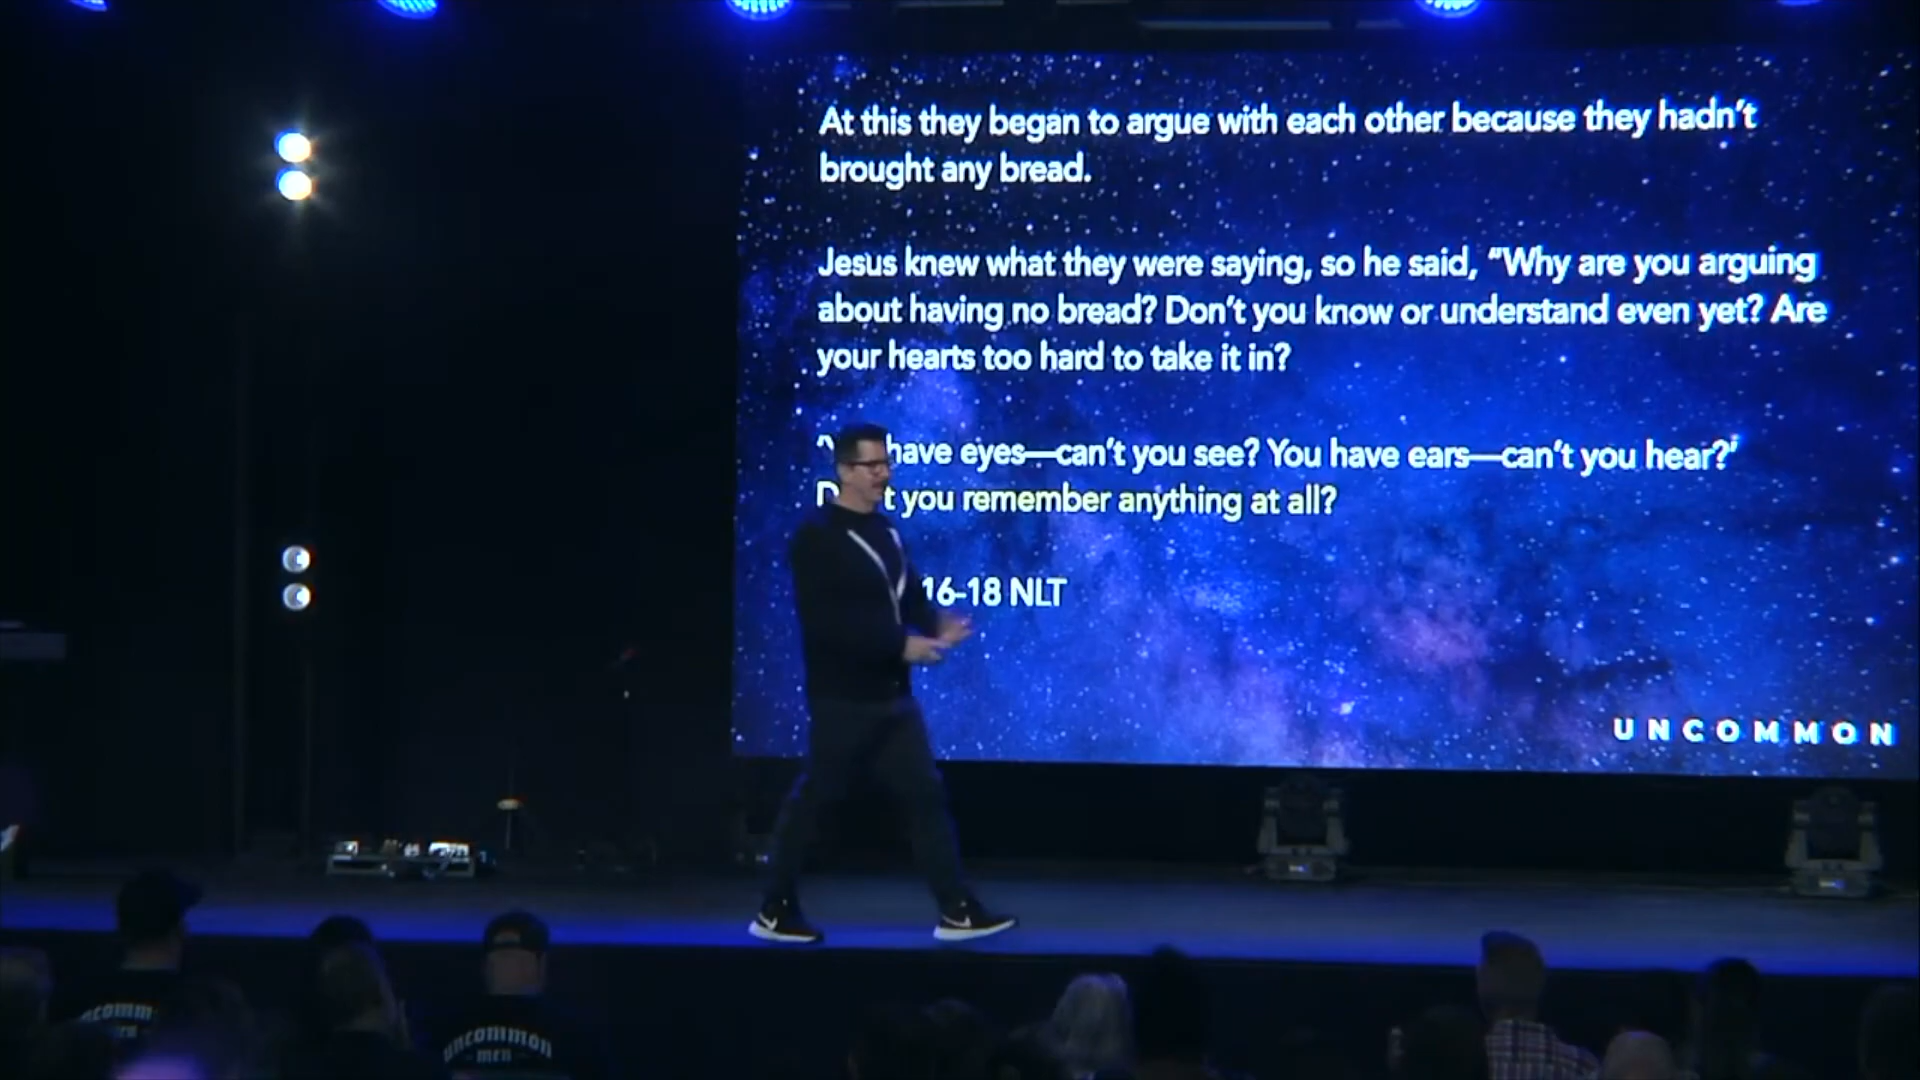 At this they began to argue with each other because they hadn't
brought any bread.
Jesus knew what they were saying, so he said, “Why are you arguing
about having no bread? Don't you know or understand even yet? Are
your hearts too hard to take it in?
have eyes—can't you see? You have ears—can't you hear?'
you remember anything at all?
16-18 NLT
UNCOMMON
uncommon
men